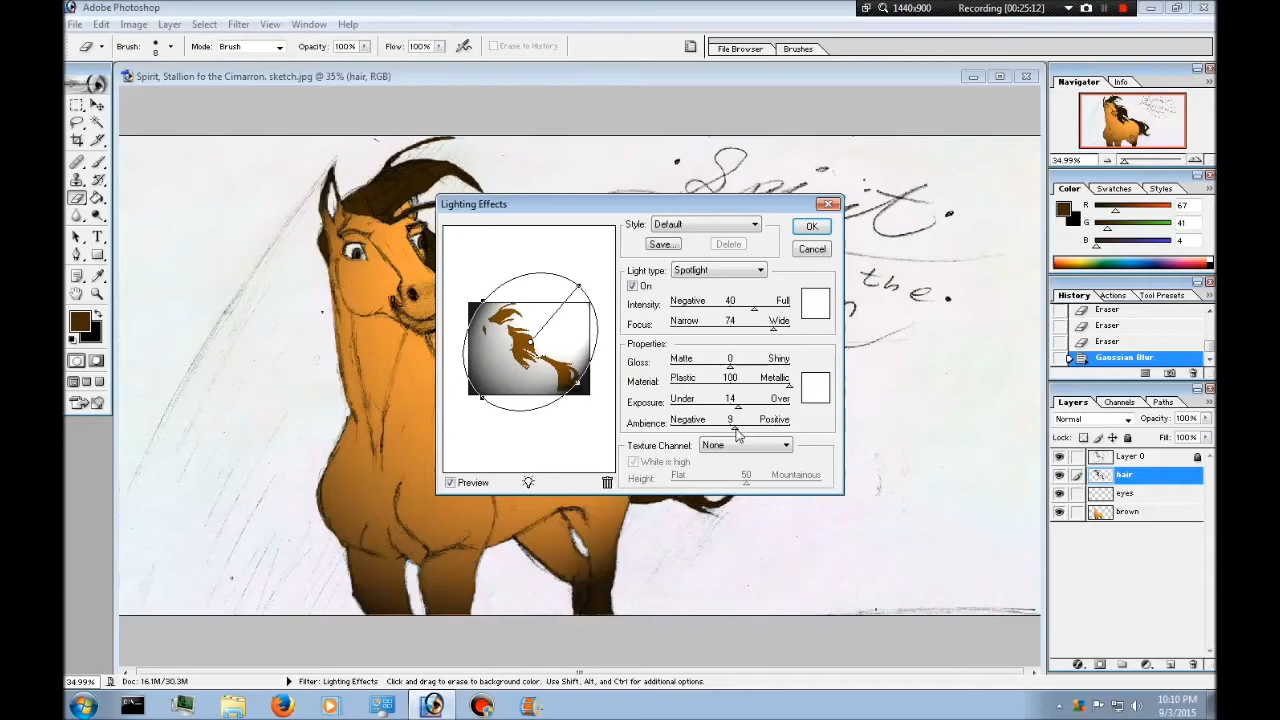 Adobe Photoshop
1440x900
Recording [00:25:12]
File Edit Image Layer Select Filter View Window Help
Brush: 8 Mode: Brush Opacity: 100% Flow: 100% Erase to History File Browser Brushes
Spirit, Stallion fo the Cimarron. sketch.jpg @ 35% (hair, RGB)
Spirit.
the.
Lighting Effects
Style: Default OK
Save... Delete Cancel
Light type: Spotlight
On
Intensity: Negative 40 Full
Focus: Narrow 74 Wide
Properties:
Gloss: Matte 0 Shiny
Material: Plastic 100 Metallic
Exposure: Under 14 Over
Ambience: Negative 9 Positive
Texture Channel: None
White is high
Height: Flat 50 Mountainous
Preview
Navigator Info
34.99%
Color Swatches Styles
R 67
G 41
B 4
History Actions Tool Presets
Eraser
Eraser
Eraser
Gaussian Blur
Layers Channels Paths
Normal Opacity: 100%
Lock: Fill: 100%
Layer 0
hair
eyes
brown
34.99% Doc: 16.1M/30.3M Filter: Lighting Effects Click and drag to erase to background color. Use Shift, Alt, and Ctrl for additional options.
10:10 PM
9/3/2015